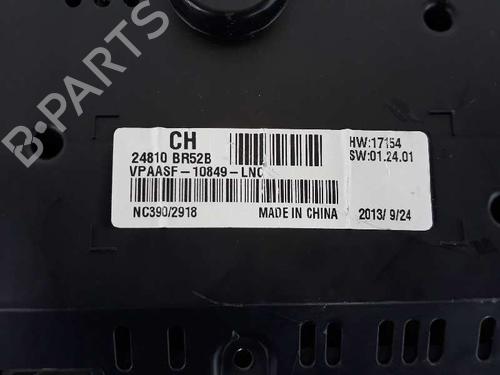 CH
24810 BR52B
VPAASF-10849-LNC
NC390/2918
MADE IN CHINA
HW:17154
SW:01.24.01
2013/ 9/24
B-PARTS